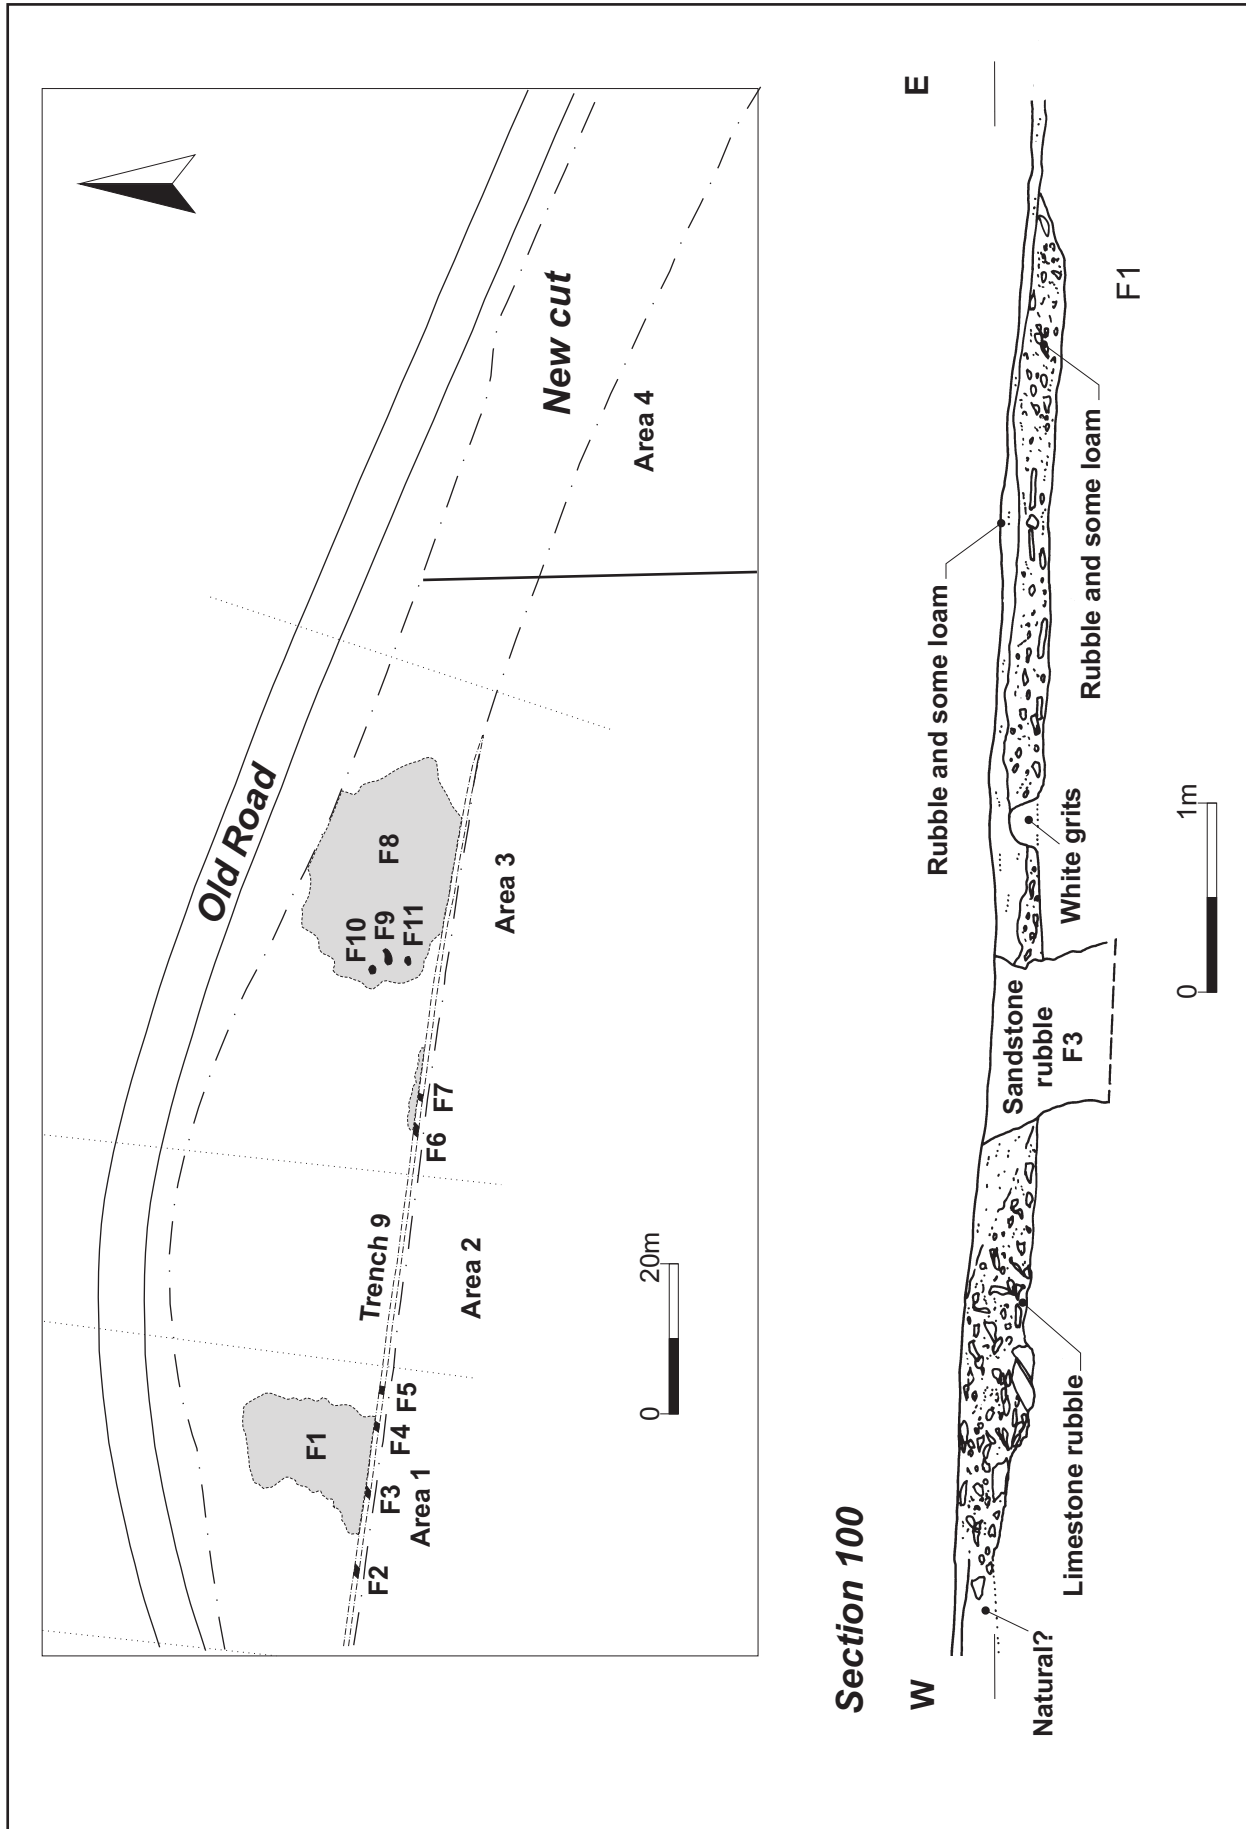 Old Road
New cut
F10
F9
F11
F8
F1
Trench 9
F7
F6
F5
F4
F3
F2
Area 1
Area 2
Area 3
Area 4
0
20m
Section 100
W
E
Rubble and some loam
Sandstone
rubble
F3
Natural?
Limestone rubble
White grits
Rubble and some loam
F1
0
1m